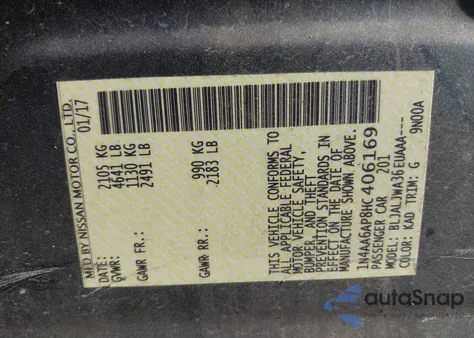 MFD BY NISSAN MOTOR CO., LTD.
DATE: 01/17
GVWR: 2105 KG
4641 LB
GAWR FR.: 1130 KG
2491 LB
GAWR RR.: 990 KG
2183 LB
THIS VEHICLE CONFORMS TO
ALL APPLICABLE FEDERAL
MOTOR VEHICLE SAFETY,
BUMPER, AND THEFT
PREVENTION STANDARDS IN
EFFECT ON THE DATE OF
MANUFACTURE SHOWN ABOVE.
1N4AA6AP8HC406169
PASSENGER CAR 201
MODEL: BLJALJWA36EUAAA----
COLOR: KAD TRIM: G 9N00A
autoSnap